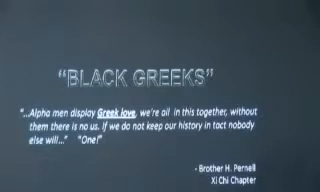 “BLACK GREEKS”
“...Alpha men display Greek love, we're all in this together, without
them there is no us. If we do not keep our history in tact nobody
else will...” “One!”
- Brother H. Pernell
Xi Chi Chapter